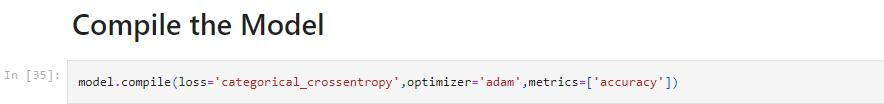 Compile the Model
In [35]:
model.compile(loss='categorical_crossentropy',optimizer='adam',metrics=['accuracy'])